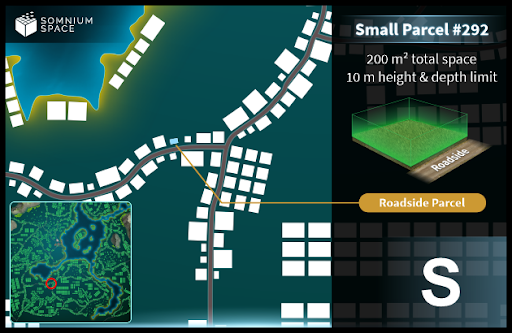 SOMNIUM
SPACE
Small Parcel #292
200 m² total space
10 m height & depth limit
Roadside
Roadside Parcel
S